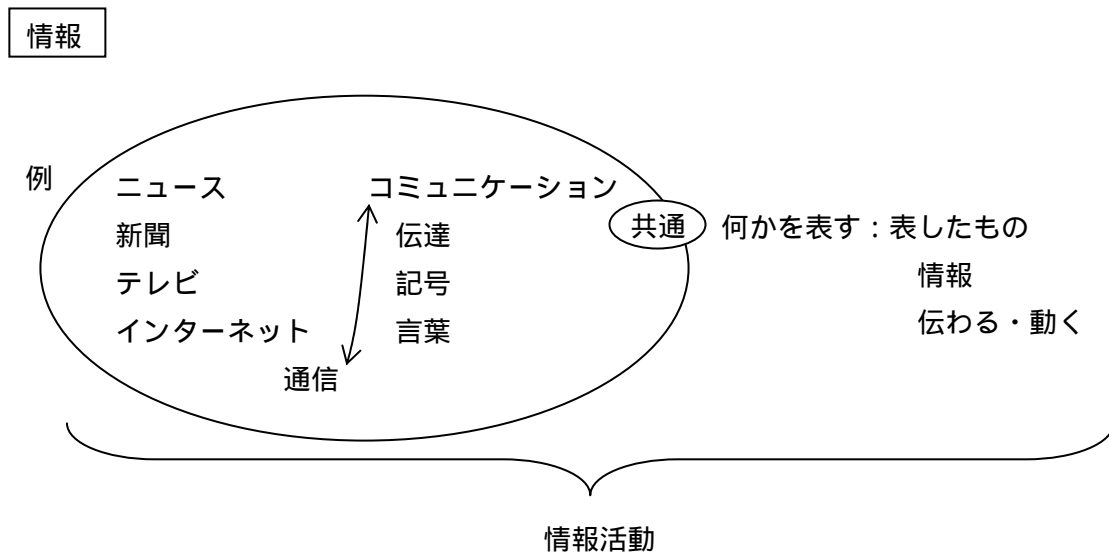 情報
例
ニュース
新聞
テレビ
インターネット
通信
コミュニケーション
伝達
記号
言葉
共通
何かを表す：表したもの
情報
伝わる・動く
情報活動